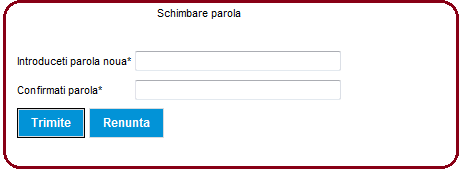 Schimbare parola
Introduceti parola noua*
Confirmati parola*
Trimite Renunta